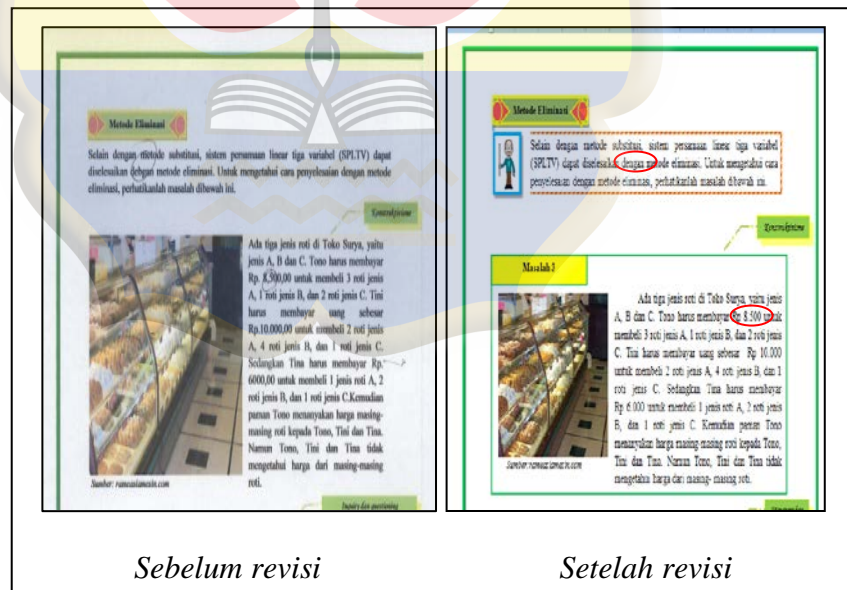 Metode Eliminasi
Selain dengan metode substitusi, sistem persamaan linear tiga variabel (SPLTV) dapat
diselesaikan dengan metode eliminasi. Untuk mengetahui cara penyelesaian dengan metode
eliminasi, perhatikanlah masalah dibawah ini.
Konstruktivisme
Ada tiga jenis roti di Toko Surya, yaitu
jenis A, B dan C. Tono harus membayar
Rp. 8.500,00 untuk membeli 3 roti jenis
A, 1 roti jenis B, dan 2 roti jenis C. Tini
harus membayar uang sebesar
Rp.10.000,00 untuk membeli 2 roti jenis
A, 4 roti jenis B, dan 1 roti jenis C.
Sedangkan Tina harus membayar Rp.
6000,00 untuk membeli 1 jenis roti A, 2
roti jenis B, dan 1 roti jenis C.Kemudian
paman Tono menanyakan harga masing-
masing roti kepada Tono, Tini dan Tina.
Namun Tono, Tini dan Tina tidak
mengetahui harga dari masing-masing
roti.
Sumber: ramesiamesin.com
Inquiry dan questioning
Metode Eliminasi
Selain dengan metode substitusi, sistem persamaan linear tiga variabel
(SPLTV) dapat diselesaikan dengan metode eliminasi. Untuk mengetahui cara
penyelesaian dengan metode eliminasi, perhatikanlah masalah dibawah ini.
Konstruktivisme
Masalah 3
Ada tiga jenis roti di Toko Surya, yaitu jenis
A, B dan C. Tono harus membayar Rp 8.500 untuk
membeli 3 roti jenis A, 1 roti jenis B, dan 2 roti jenis
C. Tini harus membayar uang sebesar Rp 10.000
untuk membeli 2 roti jenis A, 4 roti jenis B, dan 1
roti jenis C. Sedangkan Tina harus membayar
Rp 6.000 untuk membeli 1 jenis roti A, 2 roti jenis
B, dan 1 roti jenis C. Kemudian paman Tono
menanyakan harga masing-masing roti kepada Tono,
Tini dan Tina. Namun Tono, Tini dan Tina tidak
mengetahui harga dari masing- masing roti.
Sebelum revisi
Setelah revisi